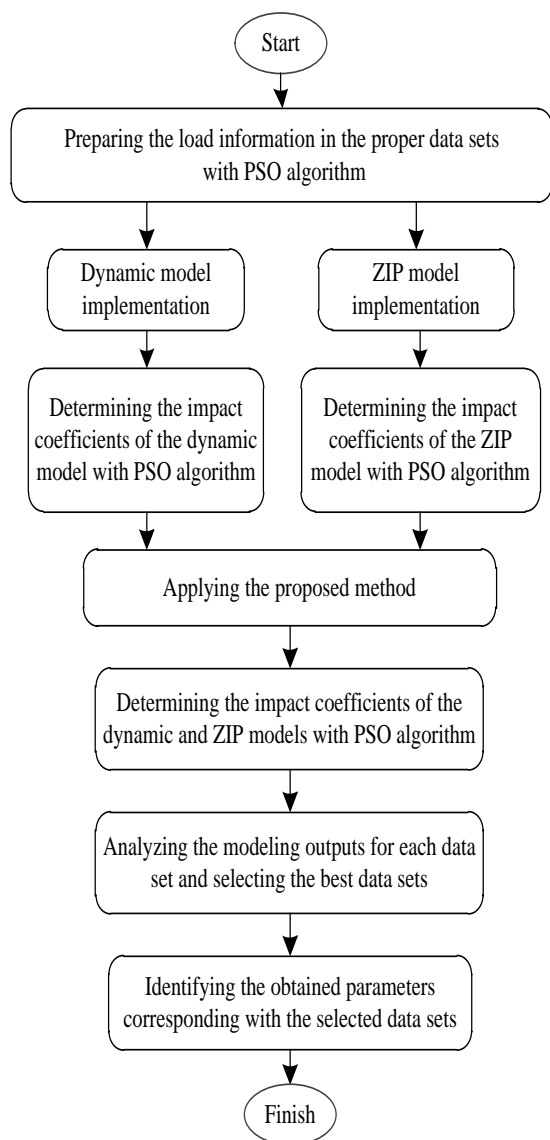 Start
Preparing the load information in the proper data sets
with PSO algorithm
Dynamic model
implementation
ZIP model
implementation
Determining the impact
coefficients of the dynamic
model with PSO algorithm
Determining the impact
coefficients of the ZIP
model with PSO algorithm
Applying the proposed method
Determining the impact coefficients of the
dynamic and ZIP models with PSO algorithm
Analyzing the modeling outputs for each data
set and selecting the best data sets
Identifying the obtained parameters
corresponding with the selected data sets
Finish